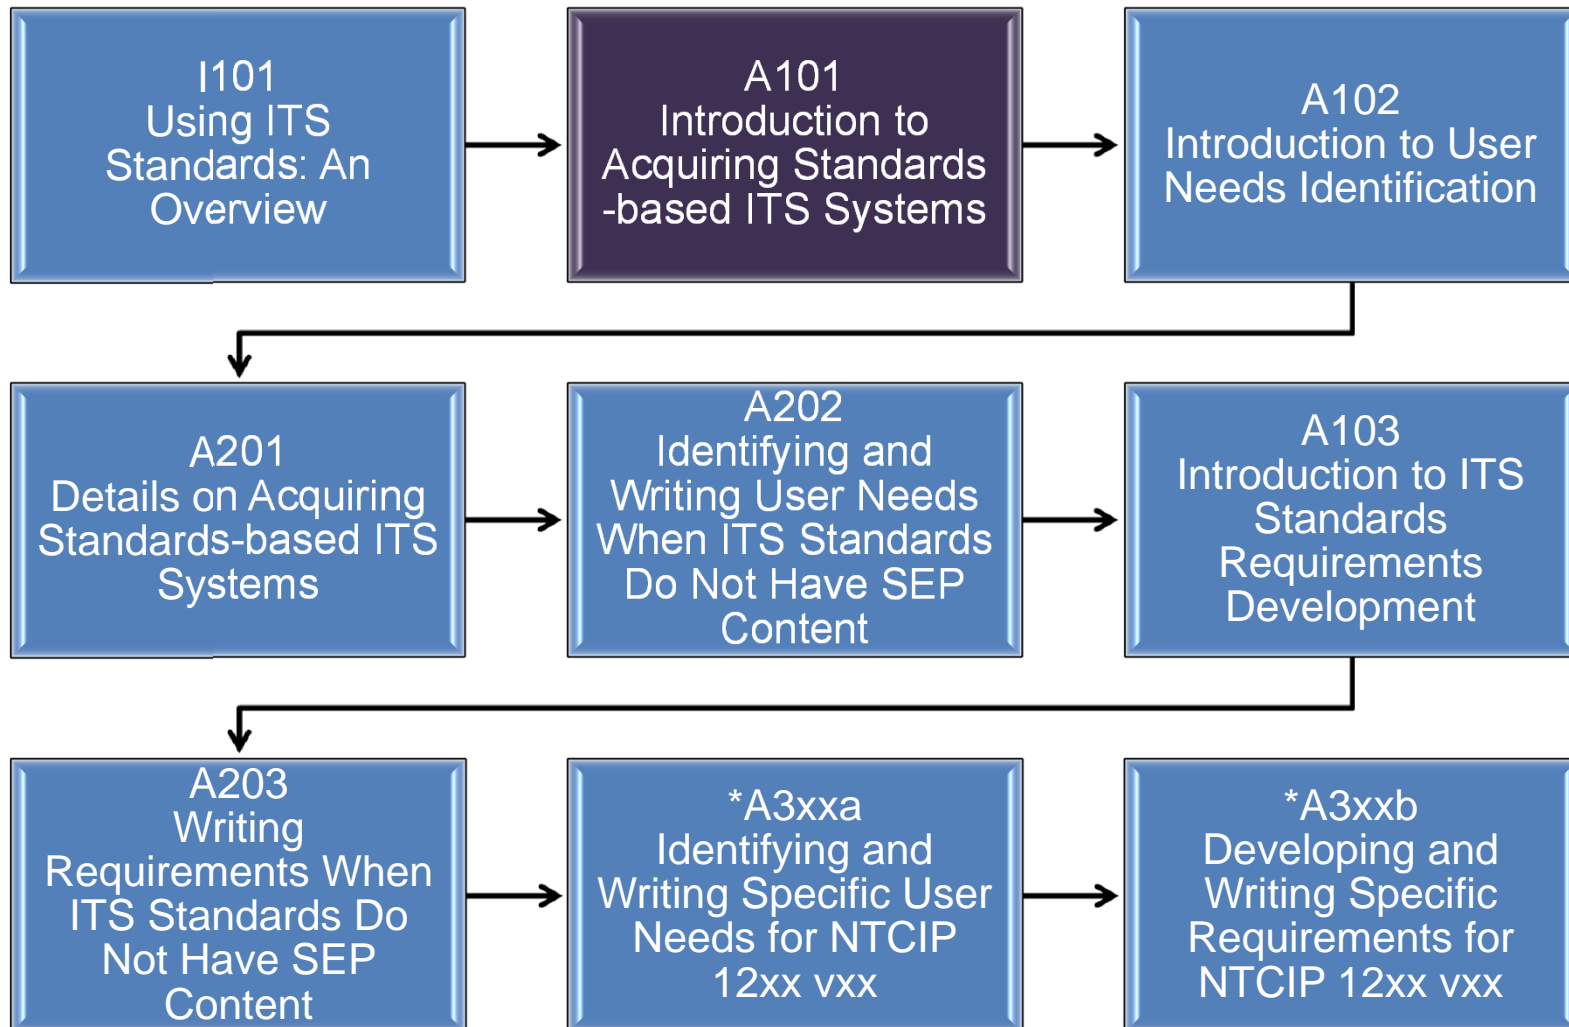 I101
Using ITS
Standards: An
Overview
A101
Introduction to
Acquiring Standards
-based ITS Systems
A102
Introduction to User
Needs Identification
A201
Details on Acquiring
Standards-based ITS
Systems
A202
Identifying and
Writing User Needs
When ITS Standards
Do Not Have SEP
Content
A103
Introduction to ITS
Standards
Requirements
Development
A203
Writing
Requirements When
ITS Standards Do
Not Have SEP
Content
*A3xxa
Identifying and
Writing Specific User
Needs for NTCIP
12xx vxx
*A3xxb
Developing and
Writing Specific
Requirements for
NTCIP 12xx vxx